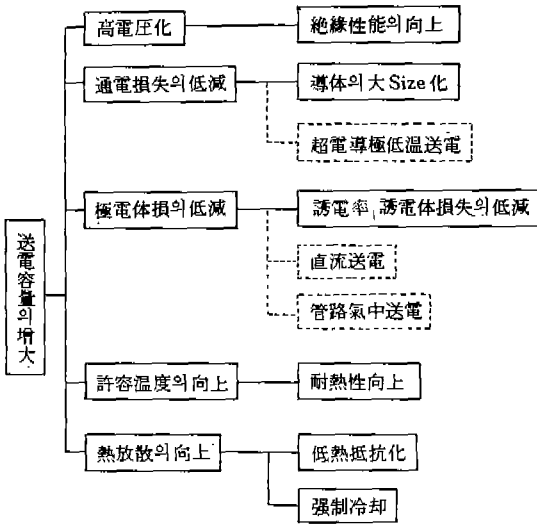 送電容量의增大
高電圧化
絶緣性能의向上
通電損失의低減
導体의大Size化
超電導極低温送電
極電体損의低減
誘電率, 誘電体損失의低減
直流送電
管路氣中送電
許容温度의向上
耐熱性向上
熱放散의向上
低熱抵抗化
强制冷却